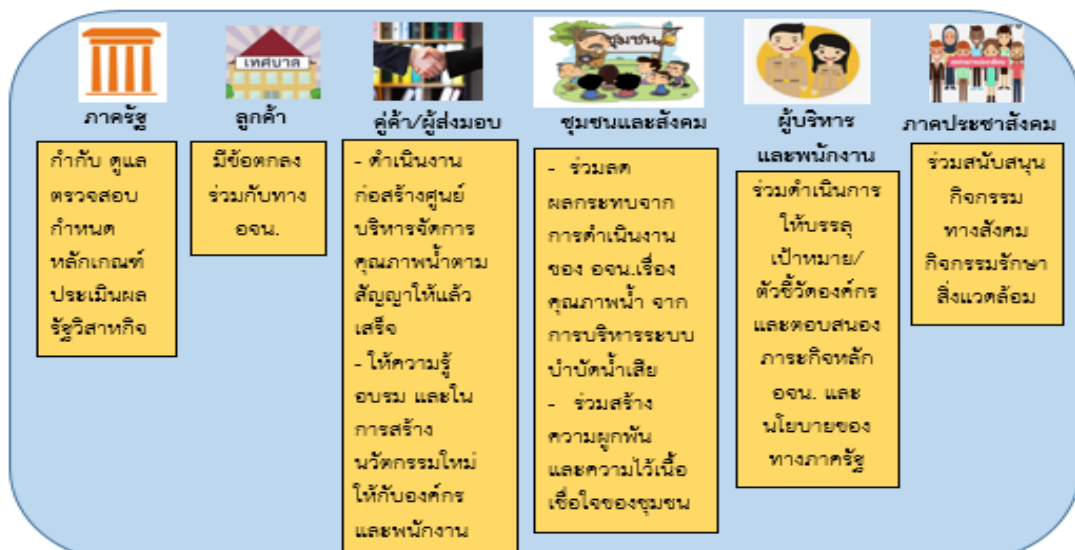 เทศบาล
ชุมชน
ภาครัฐ
กำกับ ดูแล
ตรวจสอบ
กำหนด
หลักเกณฑ์
ประเมินผล
รัฐวิสาหกิจ
ลูกค้า
มีข้อตกลง
ร่วมกับทาง
อจน.
คู่ค้า/ผู้ส่งมอบ
- ดำเนินงาน
ก่อสร้างศูนย์
บริหารจัดการ
คุณภาพน้ำตาม
สัญญาให้แล้ว
เสร็จ
- ให้ความรู้
อบรม และใน
การสร้าง
นวัตกรรมใหม่
ให้กับองค์กร
และพนักงาน
ชุมชนและสังคม
- ร่วมลด
ผลกระทบจาก
การดำเนินงาน
ของ อจน.เรื่อง
คุณภาพน้ำ จาก
การบริหารระบบ
บำบัดน้ำเสีย
- ร่วมสร้าง
ความผูกพัน
และความไว้เนื้อ
เชื่อใจของชุมชน
ผู้บริหาร
และพนักงาน
ร่วมดำเนินการ
ให้บรรลุ
เป้าหมาย/
ตัวชี้วัดองค์กร
และตอบสนอง
ภาระกิจหลัก
อจน. และ
นโยบายของ
ทางภาครัฐ
ภาคประชาสังคม
ร่วมสนับสนุน
กิจกรรม
ทางสังคม
กิจกรรมรักษา
สิ่งแวดล้อม